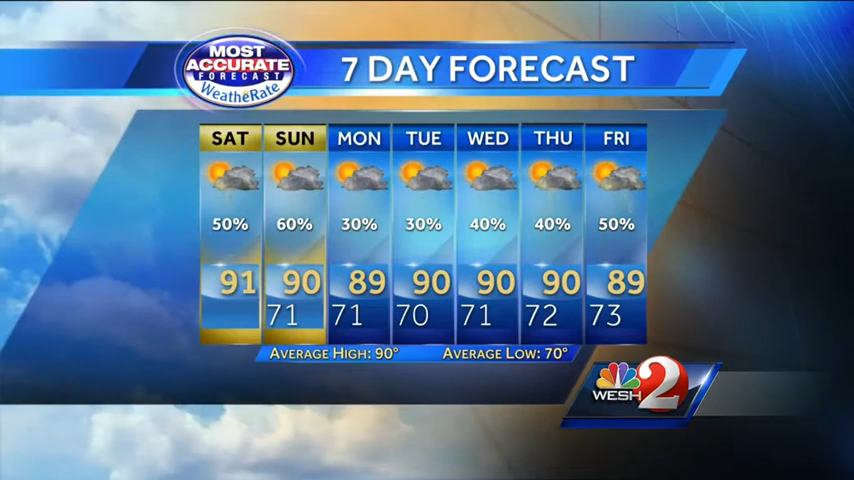 MOST
ACCURATE
FORECAST
WeatheRate
7 DAY FORECAST
SAT SUN MON TUE WED THU FRI
50% 60% 30% 30% 40% 40% 50%
91 90 89 90 90 90 89
71 71 70 71 72 73
AVERAGE HIGH: 90° AVERAGE LOW: 70°
WESH 2